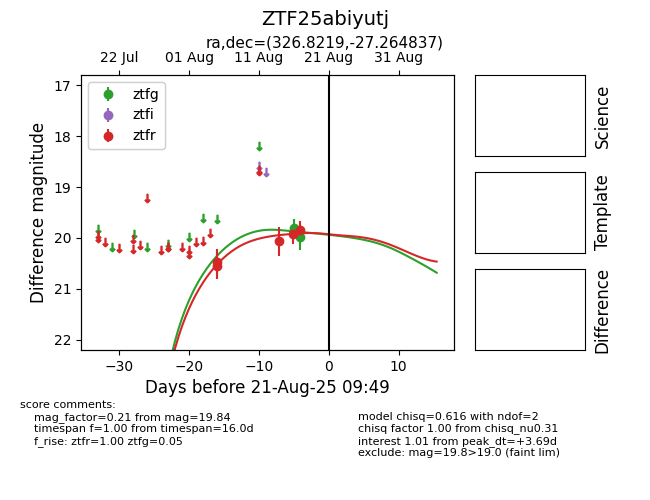 ZTF25abiyutj
ra,dec=(326.8219,-27.264837)
22 Jul 01 Aug 11 Aug 21 Aug 31 Aug
17
18
19
20
21
22
Difference magnitude
ztfg
ztfi
ztfr
−30 −20 −10 0 10
Days before 21-Aug-25 09:49
Science
Template
Difference
score comments:
mag_factor=0.21 from mag=19.84
timespan f=1.00 from timespan=16.0d
f_rise: ztfr=1.00 ztfg=0.05
model chisq=0.616 with ndof=2
chisq factor 1.00 from chisq_nu0.31
interest 1.01 from peak_dt=+3.69d
exclude: mag=19.8>19.0 (faint lim)